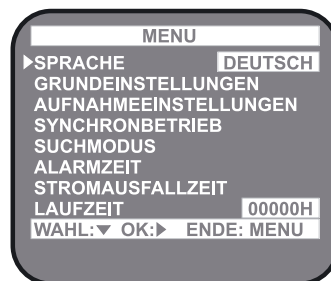 MENU
▶SPRACHE DEUTSCH
GRUNDEINSTELLUNGEN
AUFNAHMEEINSTELLUNGEN
SYNCHRONBETRIEB
SUCHMODUS
ALARMZEIT
STROMAUSFALLZEIT
LAUFZEIT 00000H
WAHL:▼ OK:▶ ENDE: MENU